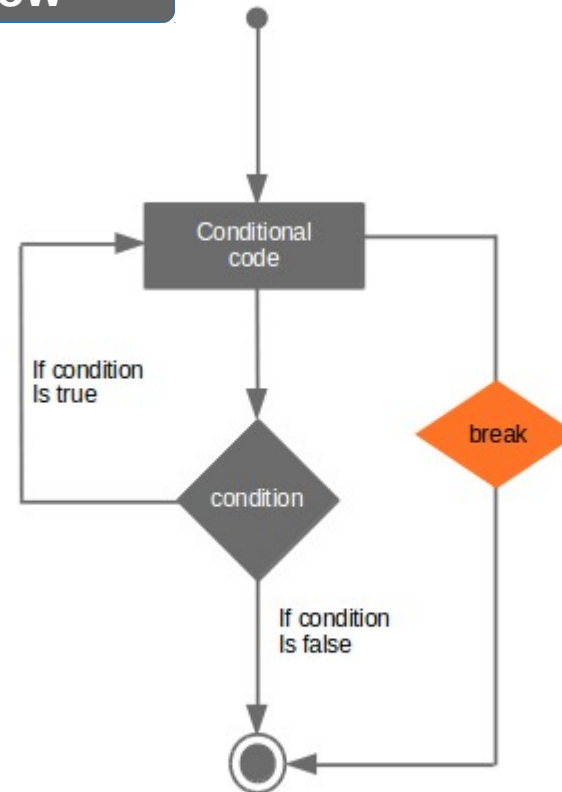 Conditional
code
If condition
Is true
break
condition
If condition
Is false